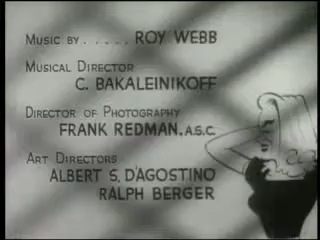 MUSIC BY ..... ROY WEBB
MUSICAL DIRECTOR
C. BAKALEINIKOFF
DIRECTOR OF PHOTOGRAPHY
FRANK REDMAN, A.S.C.
ART DIRECTORS
ALBERT S. D'AGOSTINO
RALPH BERGER